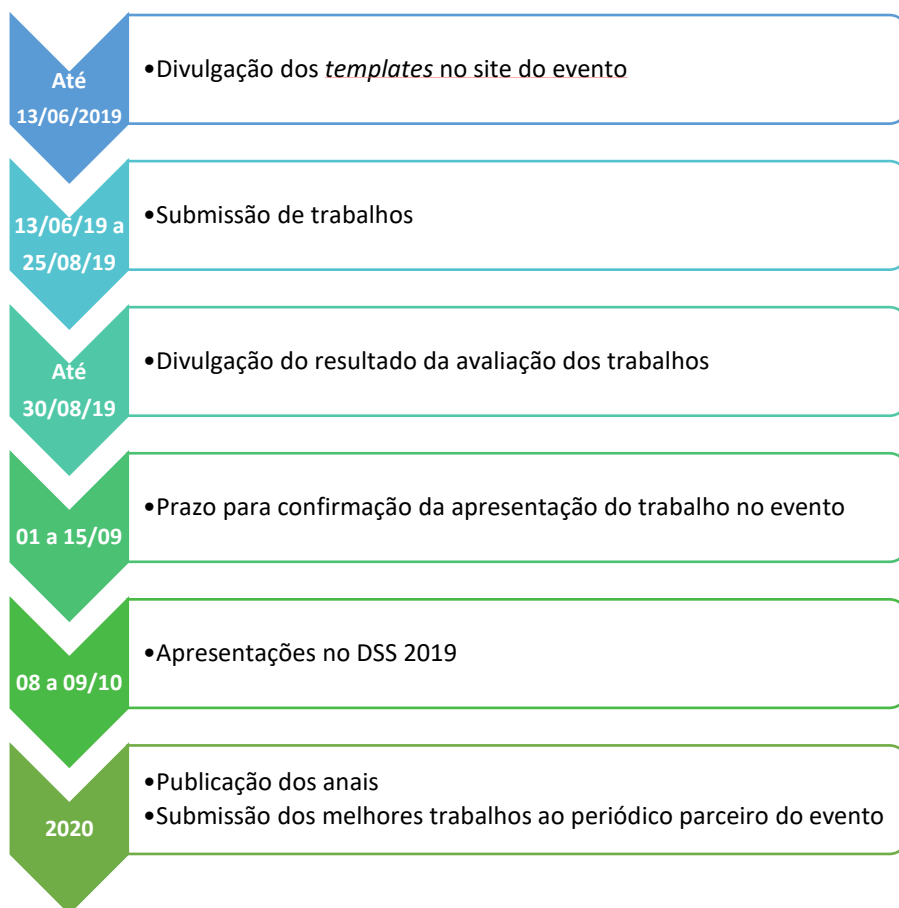 Até
13/06/2019
•Divulgação dos templates no site do evento
13/06/19 a
25/08/19
•Submissão de trabalhos
Até
30/08/19
•Divulgação do resultado da avaliação dos trabalhos
01 a 15/09
•Prazo para confirmação da apresentação do trabalho no evento
08 a 09/10
•Apresentações no DSS 2019
2020
•Publicação dos anais
•Submissão dos melhores trabalhos ao periódico parceiro do evento